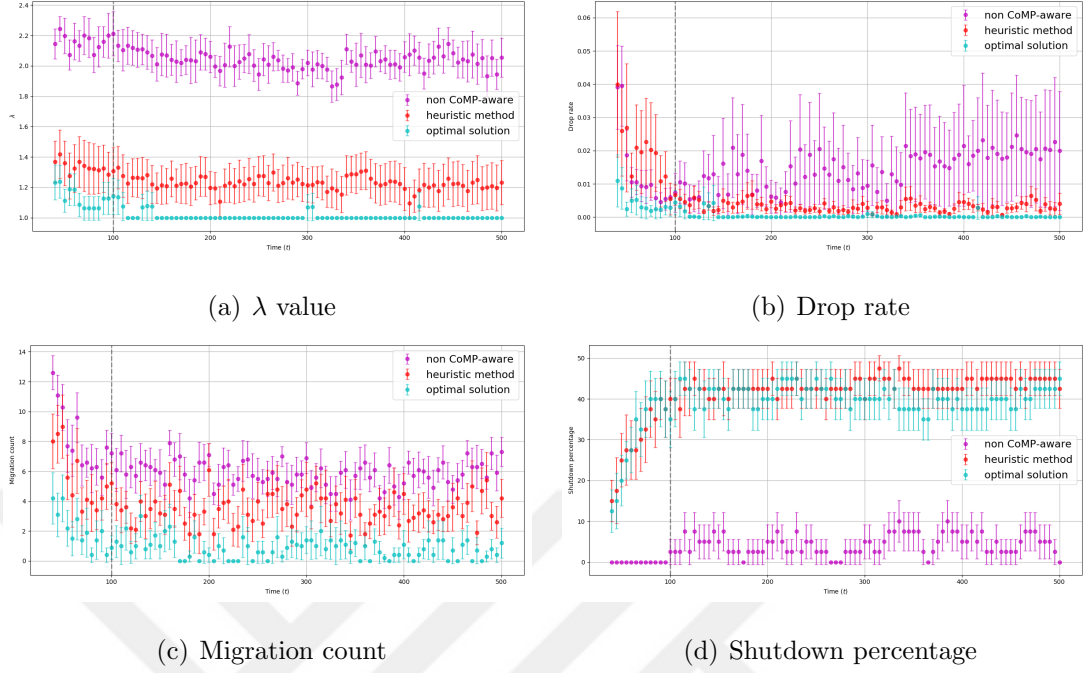 2.4
2.2
2.0
1.8
1.6
1.4
1.2
1.0
λ
non CoMP-aware
heuristic method
optimal solution
100
200
300
400
500
Time (t)
(a) λ value
0.06
0.05
0.04
0.03
0.02
0.01
0.00
Drop rate
non CoMP-aware
heuristic method
optimal solution
100
200
300
400
500
Time (t)
(b) Drop rate
14
12
10
8
6
4
2
0
Migration count
non CoMP-aware
heuristic method
optimal solution
100
200
300
400
500
Time (t)
(c) Migration count
50
40
30
20
10
0
Shutdown percentage
non CoMP-aware
heuristic method
optimal solution
100
200
300
400
500
Time (t)
(d) Shutdown percentage